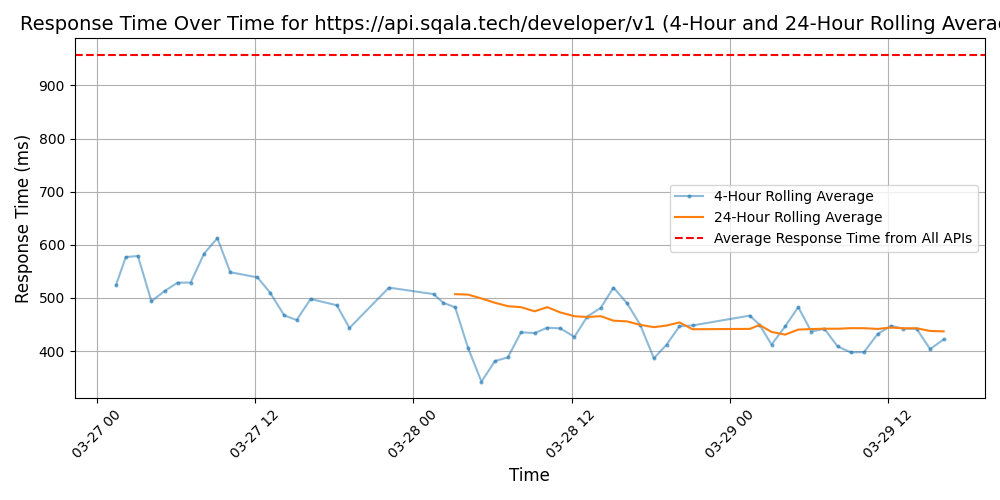 Response Time Over Time for https://api.sqala.tech/developer/v1 (4-Hour and 24-Hour Rolling Avera
Response Time (ms)
900
800
700
600
500
400
4-Hour Rolling Average
24-Hour Rolling Average
Average Response Time from All APIs
03-27 00
03-27 12
03-28 00
03-28 12
03-29 00
03-29 12
Time